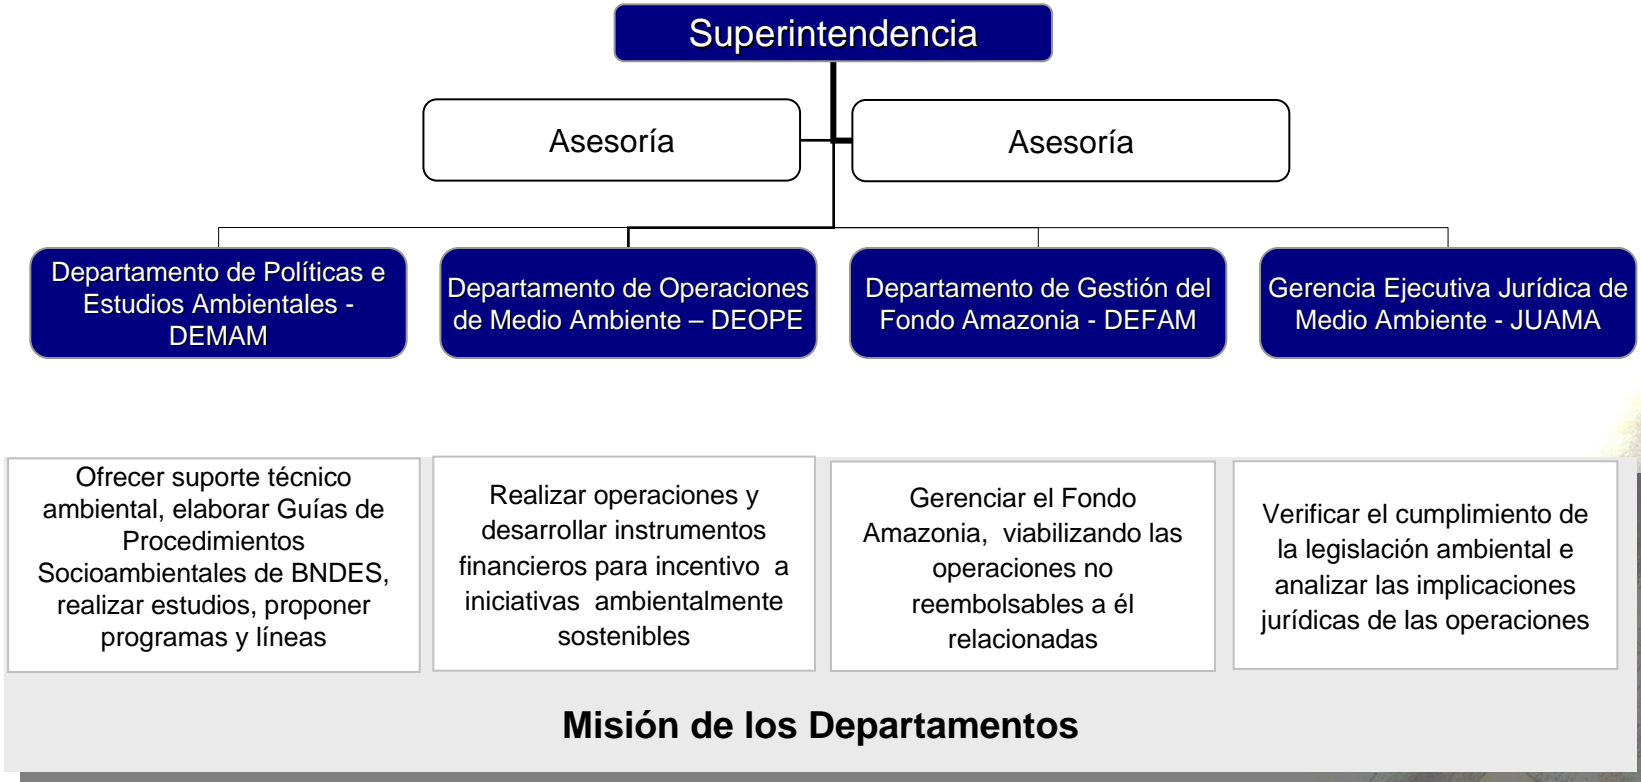 Superintendencia
Asesoría
Asesoría
Departamento de Políticas e
Estudios Ambientales -
DEMAM
Departamento de Operaciones
de Medio Ambiente – DEOPE
Departamento de Gestión del
Fondo Amazonia - DEFAM
Gerencia Ejecutiva Jurídica de
Medio Ambiente - JUAMA
Ofrecer suporte técnico
ambiental, elaborar Guías de
Procedimientos
Socioambientales de BNDES,
realizar estudios, proponer
programas y líneas
Realizar operaciones y
desarrollar instrumentos
financieros para incentivo a
iniciativas ambientalmente
sostenibles
Gerenciar el Fondo
Amazonia, viabilizando las
operaciones no
reembolsables a él
relacionadas
Verificar el cumplimiento de
la legislación ambiental e
analizar las implicaciones
jurídicas de las operaciones
Misión de los Departamentos